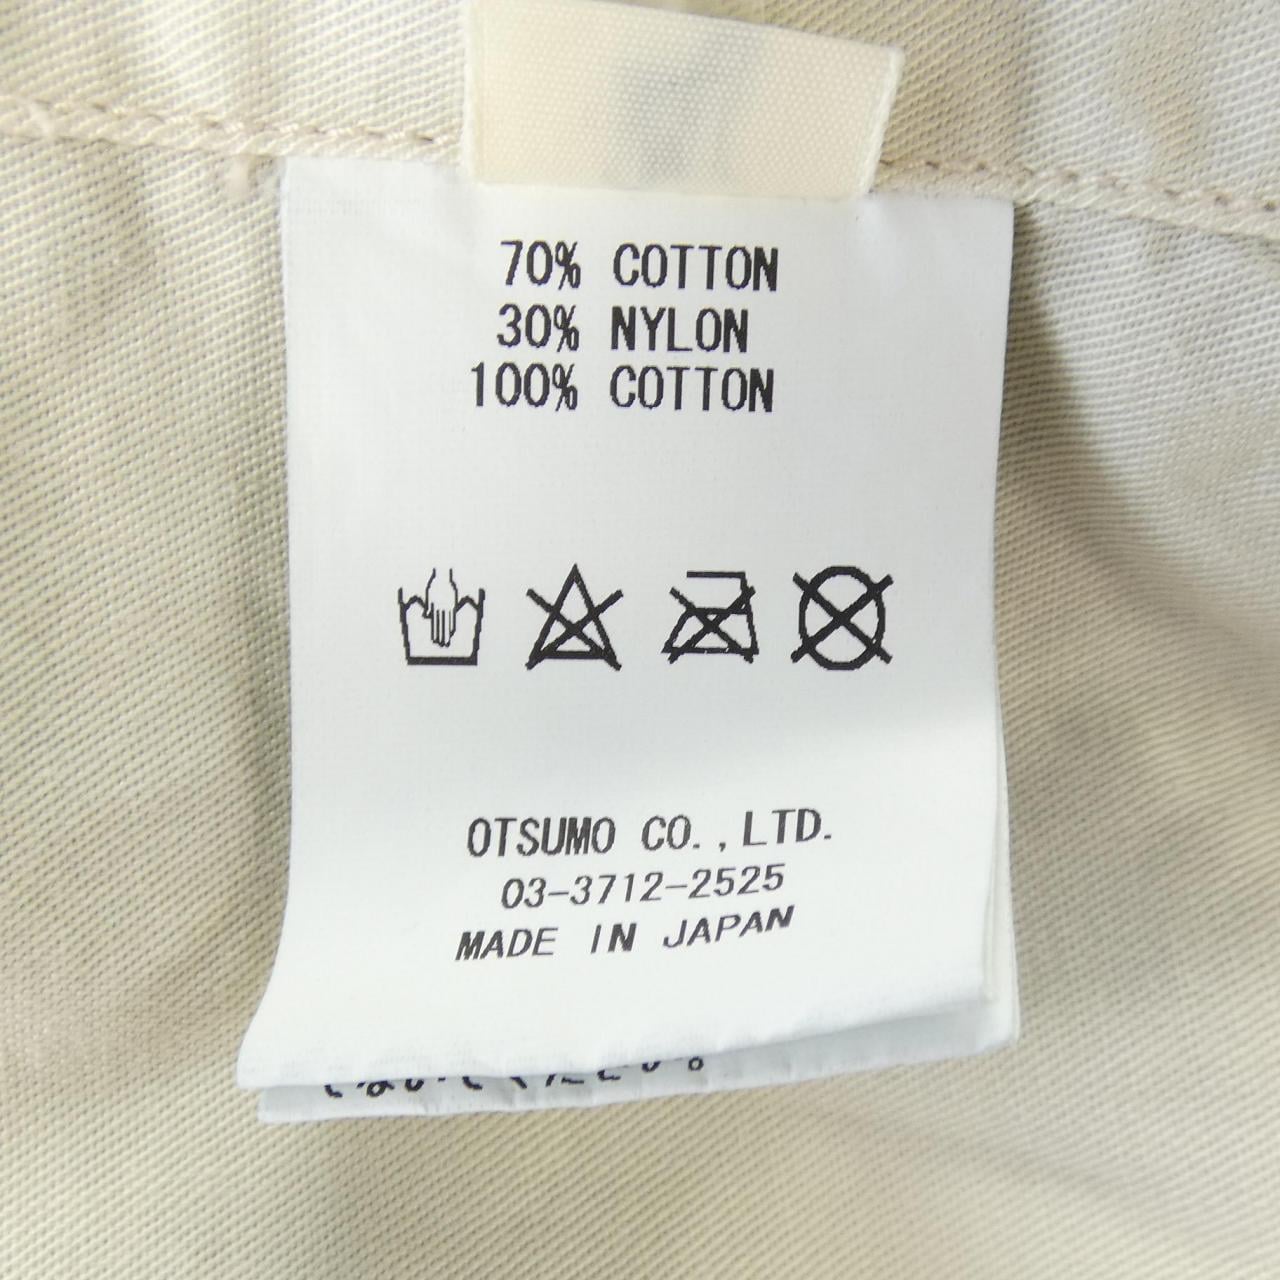 70% COTTON
30% NYLON
100% COTTON
OTSUMO CO.,LTD.
03-3712-2525
MADE IN JAPAN